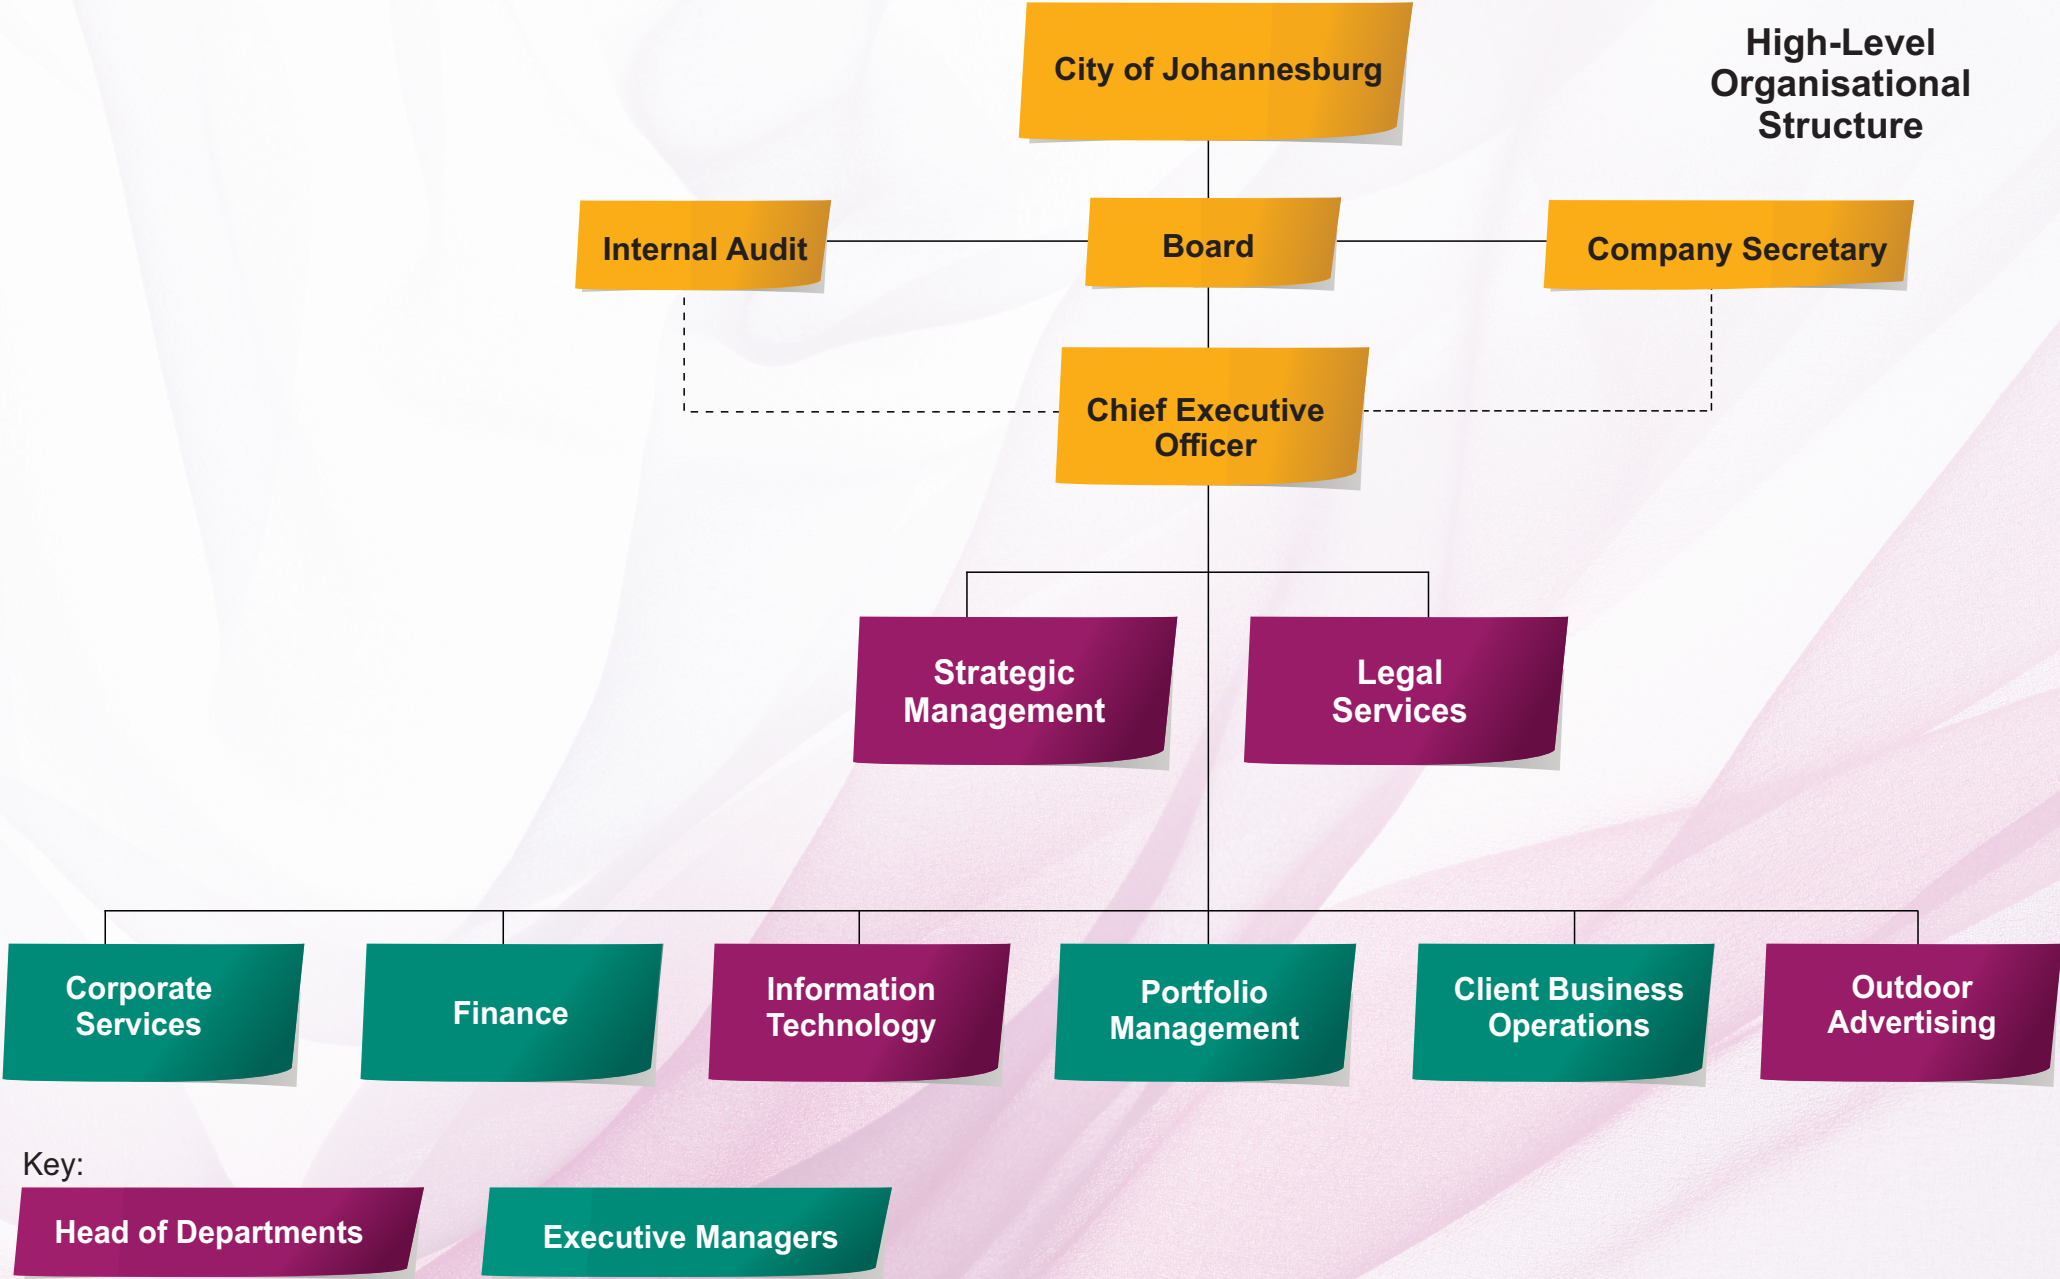 High-Level
Organisational
Structure
City of Johannesburg
Internal Audit
Board
Company Secretary
Chief Executive
Officer
Strategic
Management
Legal
Services
Corporate
Services
Finance
Information
Technology
Portfolio
Management
Client Business
Operations
Outdoor
Advertising
Key:
Head of Departments
Executive Managers